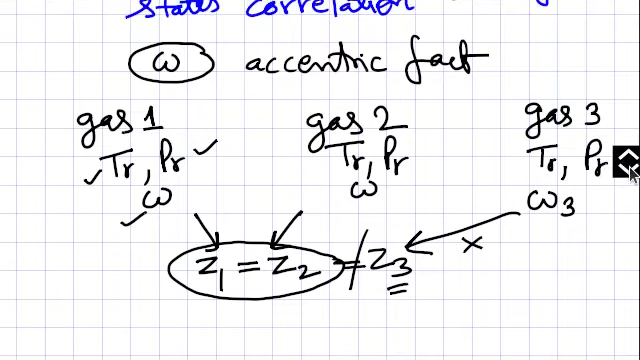 states correlation
ω accentric fact
gas 1 gas 2 gas 3
Tr, Pr Tr, Pr Tr, Pr
ω ω ω3
Z1 = Z2 ≠ Z3